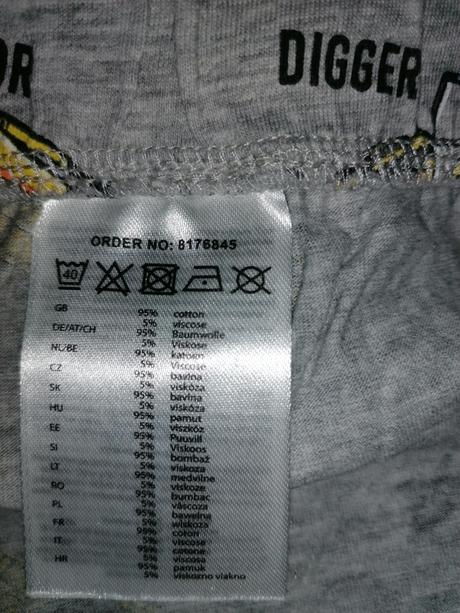 OR DIGGER
ORDER NO: 8176845
40
GB 95% cotton
5% viscose
DE/AT/CH 95% Baumwolle
5% Viskose
NL/BE 95% katoen
5% Viscose
CZ 95% bavlna
5% viskóza
SK 95% bavlna
5% viskóza
HU 95% pamut
5% viszkóz
EE 95% Puuvill
5% Viskoos
SI 95% bombaž
5% viskoza
LT 95% medvilnė
5% viskoze
RO 95% bumbac
5% vâscoza
PL 95% bawełna
5% wiskoza
FR 95% coton
5% viscose
IT 95% cotone
5% viscosa
HR 95% pamuk
5% viskozno vlakno